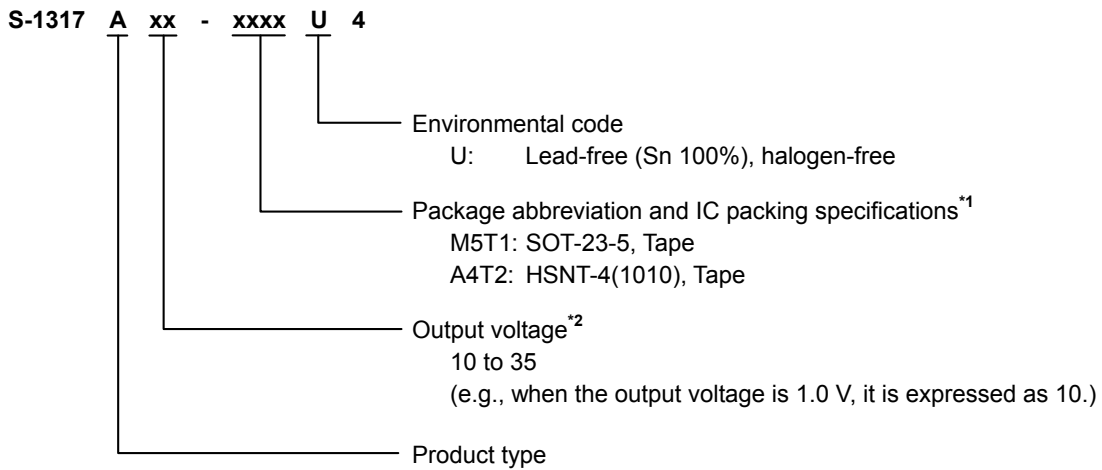 S-1317 A xx - xxxx U 4
Environmental code
U: Lead-free (Sn 100%), halogen-free
Package abbreviation and IC packing specifications*1
M5T1: SOT-23-5, Tape
A4T2: HSNT-4(1010), Tape
Output voltage*2
10 to 35
(e.g., when the output voltage is 1.0 V, it is expressed as 10.)
Product type